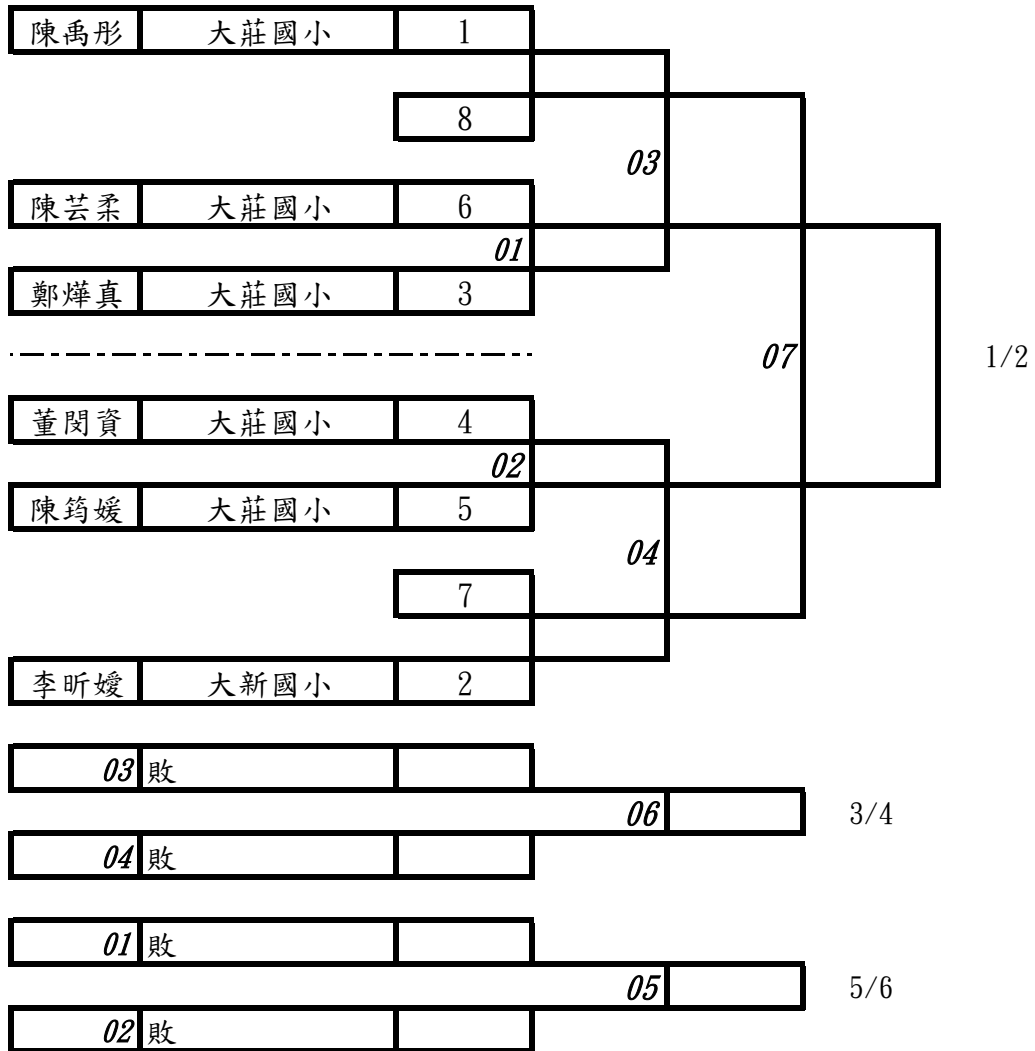 陳禹彤 大莊國小 1
8
03
陳芸柔 大莊國小 6
01
鄭燁真 大莊國小 3
07 1/2
董閔資 大莊國小 4
02
陳筠媛 大莊國小 5
04
7
李昕嬡 大新國小 2
03 敗
06 3/4
04 敗
01 敗
05 5/6
02 敗